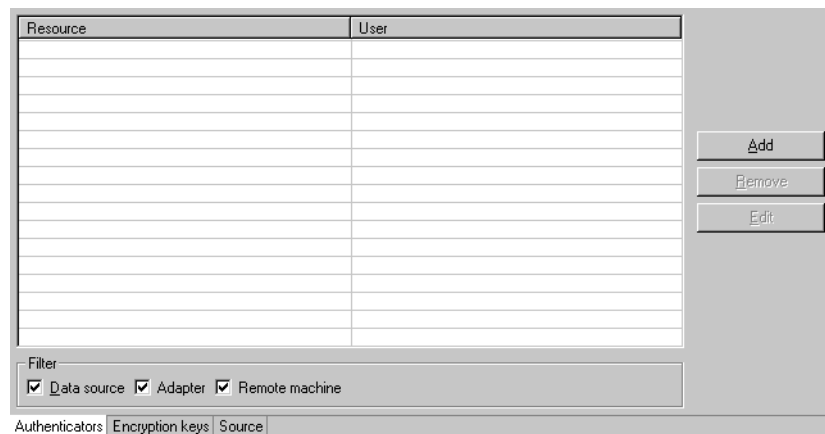 Resource User
Add
Remove
Edit
Filter
Data source Adapter Remote machine
Authenticators Encryption keys Source